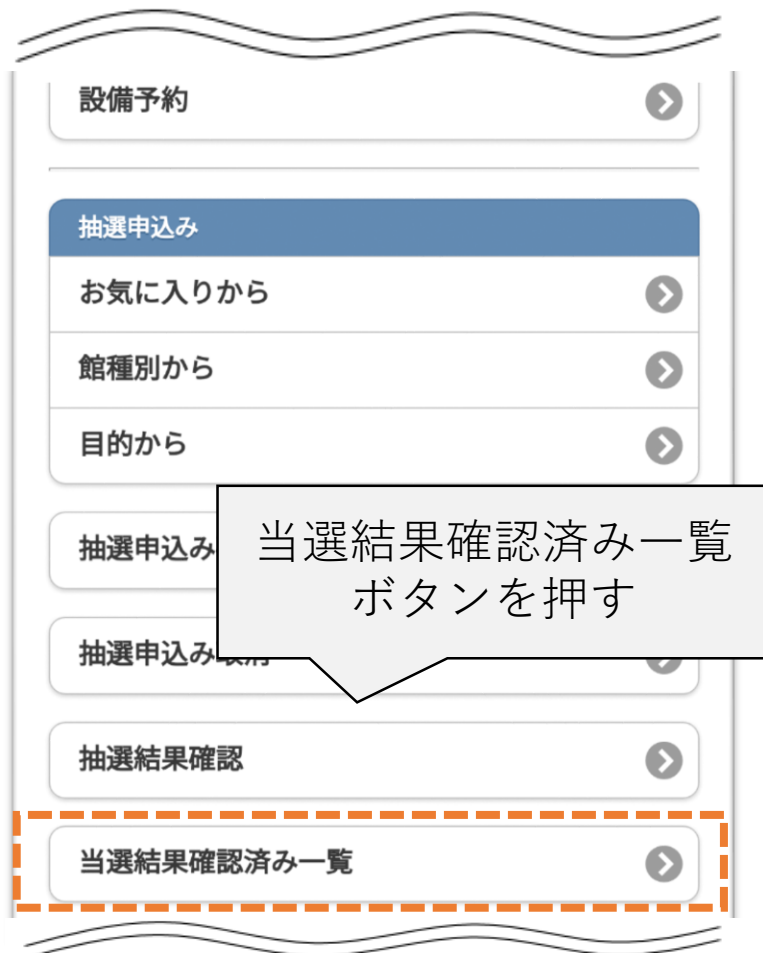 設備予約
抽選申込み
お気に入りから
館種別から
目的から
抽選申込み
当選結果確認済み一覧
ボタンを押す
抽選申込み
抽選結果確認
当選結果確認済み一覧